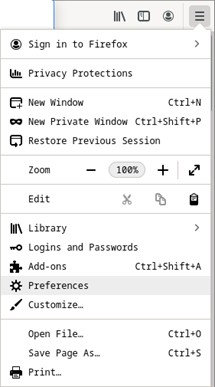 Sign in to Firefox
Privacy Protections
New Window Ctrl+N
New Private Window Ctrl+Shift+P
Restore Previous Session
Zoom 100%
Edit
Library
Logins and Passwords
Add-ons Ctrl+Shift+A
Preferences
Customize…
Open File… Ctrl+O
Save Page As… Ctrl+S
Print…